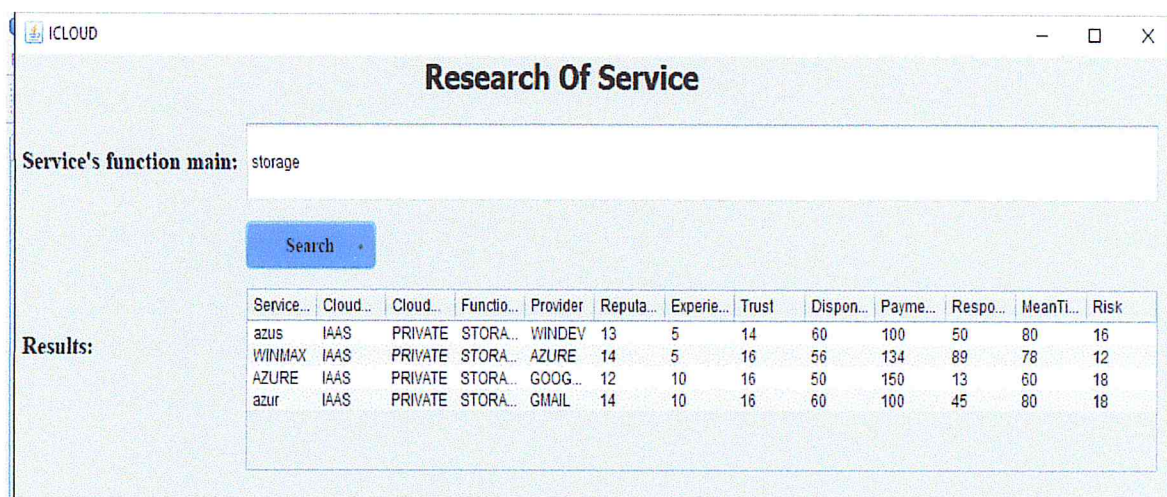 ICLOUD
Research Of Service
Service's function main: storage
Search
Service... Cloud... Cloud... Functio... Provider Reputa... Experie... Trust Dispon... Payme... Respo... MeanTi... Risk
azus IAAS PRIVATE STORA... WINDEV 13 5 14 60 100 50 80 16
Results:
WINMAX IAAS PRIVATE STORA... AZURE 14 5 16 56 134 89 78 12
AZURE IAAS PRIVATE STORA... GOOG... 12 10 16 50 150 13 60 18
azur IAAS PRIVATE STORA... GMAIL 14 10 16 60 100 45 80 18